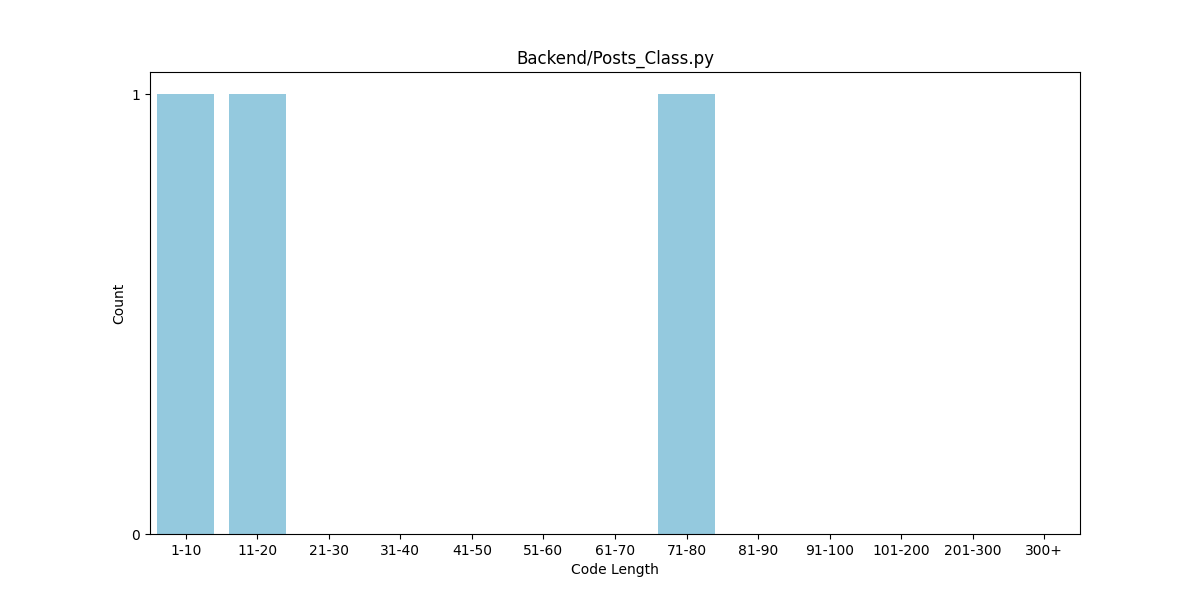 Backend/Posts_Class.py
1
Count
0
1-10 11-20 21-30 31-40 41-50 51-60 61-70 71-80 81-90 91-100 101-200 201-300 300+
Code Length